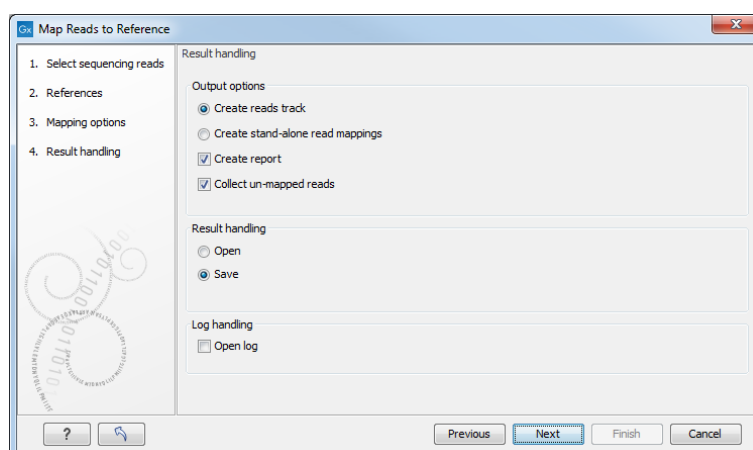 Gx Map Reads to Reference
1. Select sequencing reads
2. References
3. Mapping options
4. Result handling
Result handling
Output options
Create reads track
Create stand-alone read mappings
Create report
Collect un-mapped reads
Result handling
Open
Save
Log handling
Open log
? Previous Next Finish Cancel